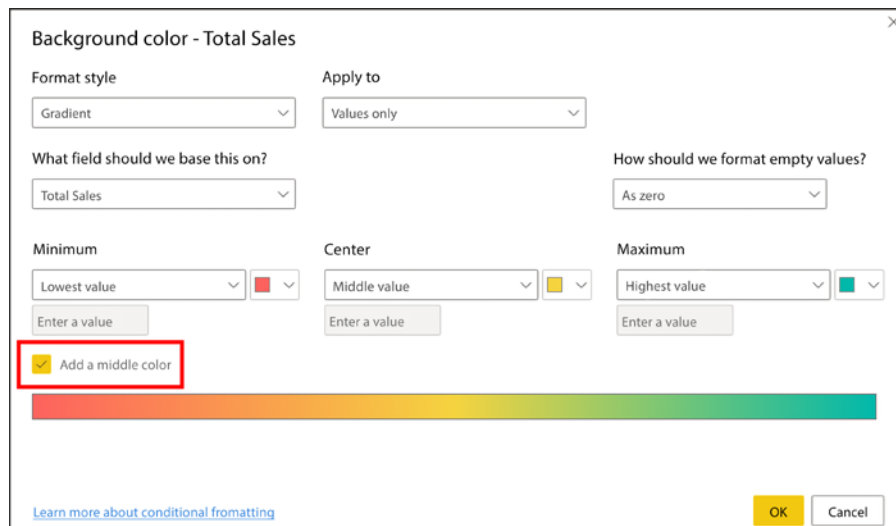 Background color - Total Sales
Format style
Apply to
Gradient
Values only
What field should we base this on?
How should we format empty values?
Total Sales
As zero
Minimum
Center
Maximum
Lowest value
Middle value
Highest value
Enter a value
Enter a value
Enter a value
Add a middle color
Learn more about conditional fromatting
OK
Cancel